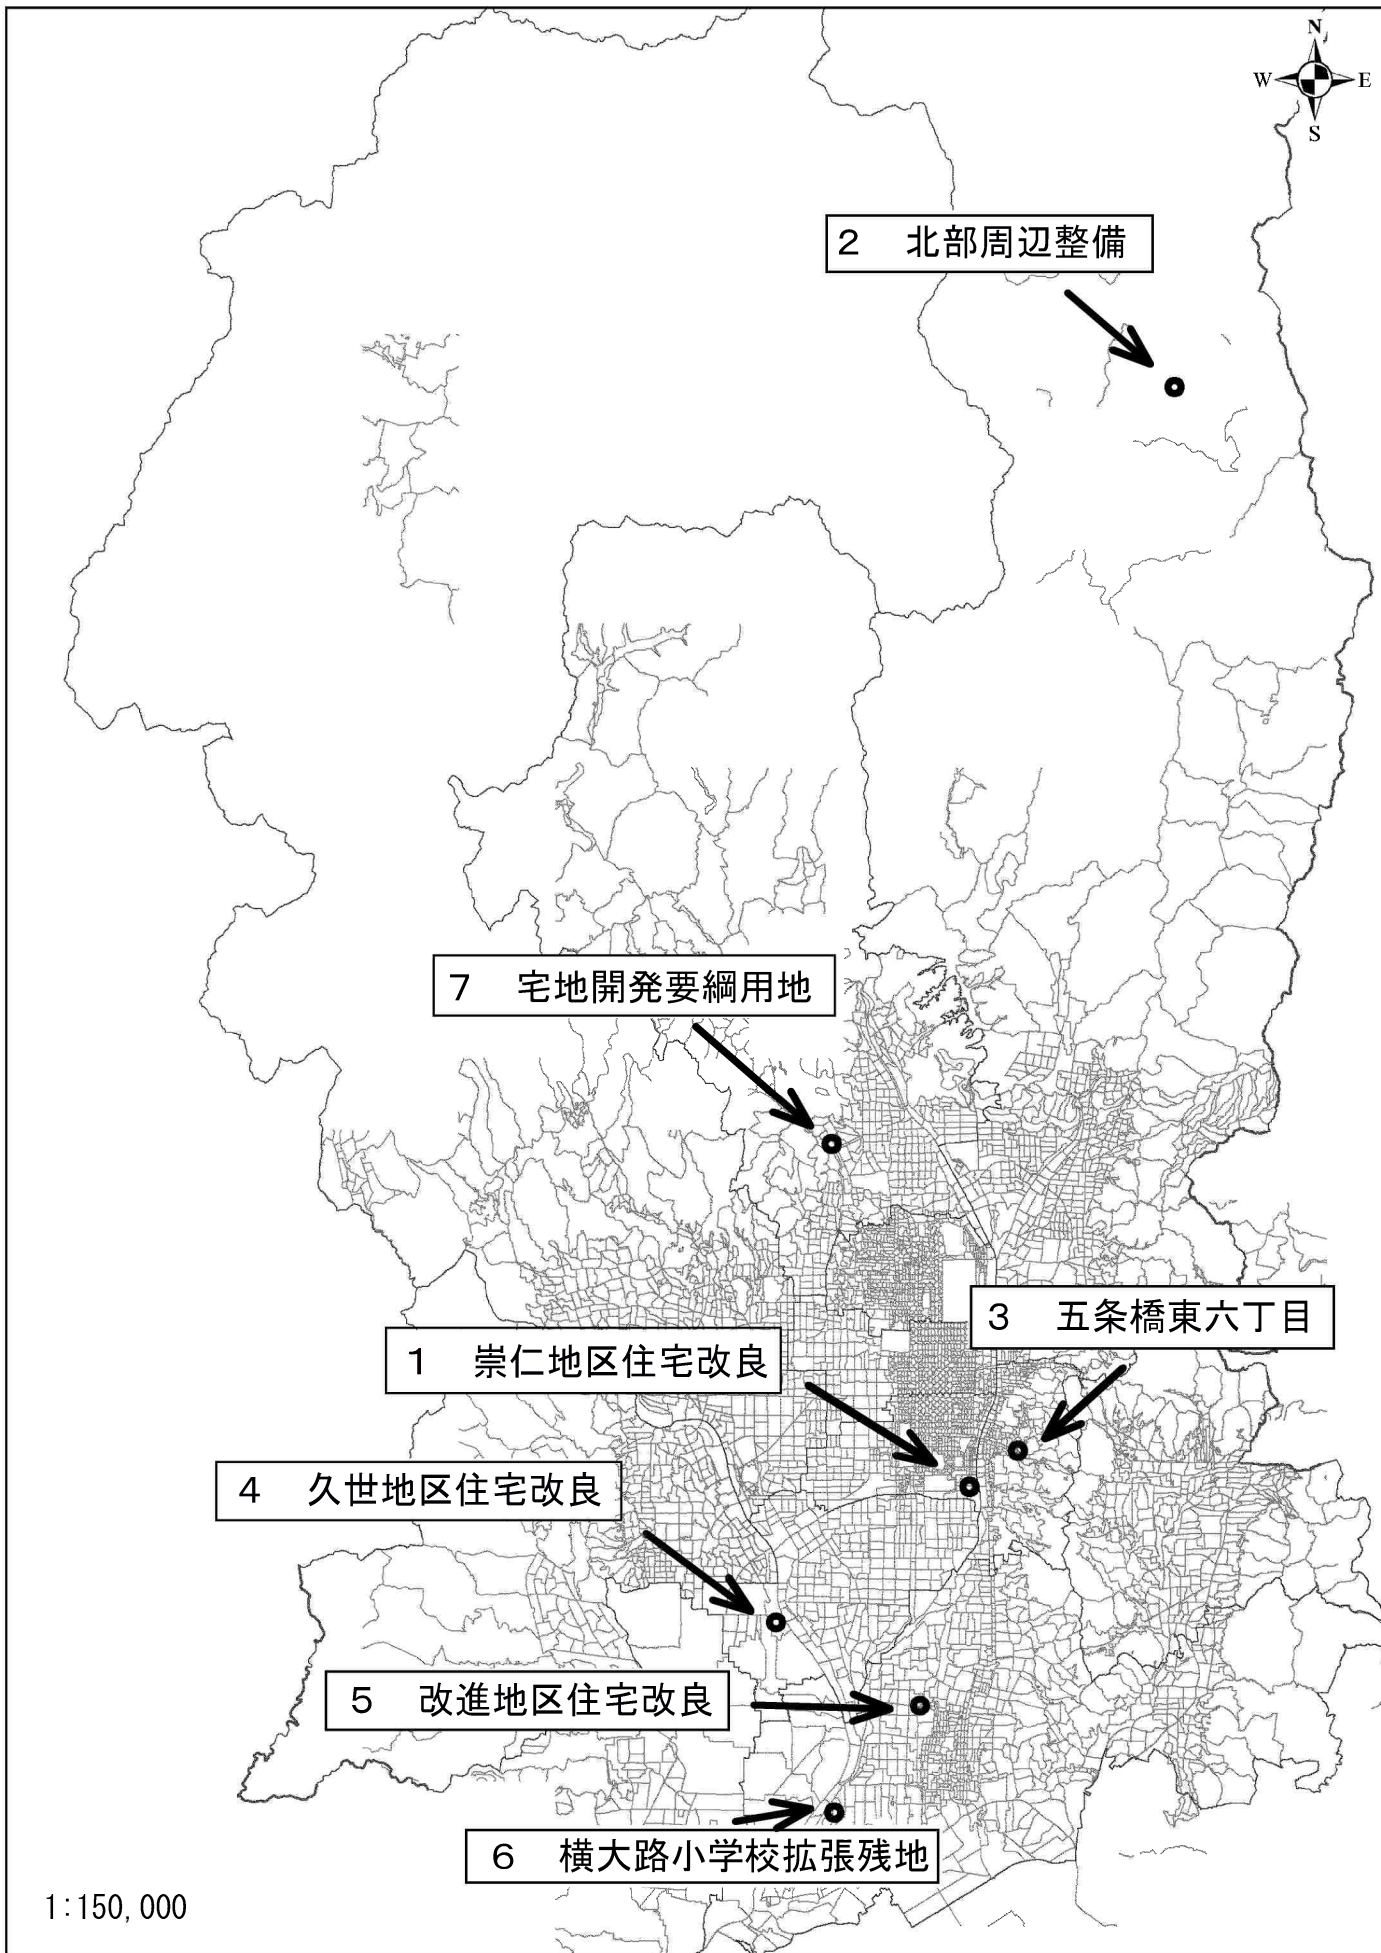 N
W E
S
２　北部周辺整備
７　宅地開発要綱用地
３　五条橋東六丁目
１　崇仁地区住宅改良
４　久世地区住宅改良
５　改進地区住宅改良
６　横大路小学校拡張残地
1:150,000